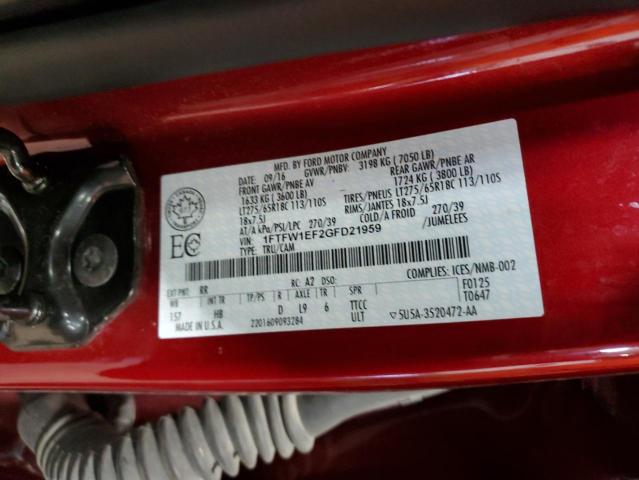 MFD. BY FORD MOTOR COMPANY
DATE: 09/16 GVWR/PNBV: 3198 KG ( 7050 LB)
FRONT GAWR/PNBE AV REAR GAWR/PNBE AR
1633 KG ( 3600 LB) 1724 KG ( 3800 LB)
LT275/65R18C 113/110S TIRES/PNEUS LT275/65R18C 113/110S
18x7.5J 18x7.5J
AT/A kPa/PSI/LPC 270/39 COLD/A FROID 270/39
VIN: 1FTFW1EF2GFD21959 /JUMELEES
TYPE: TRU/CAM
EC
RC: A2 DSO: COMPLIES: ICES/NMB-002
EXT PNT: RR F0125
WB INT TR TP/PS R AXLE TR SPR T0647
157 HB D L9 6 TTCC
MADE IN U.S.A. 2201609093284 ULT ▽5U5A-3520472-AA